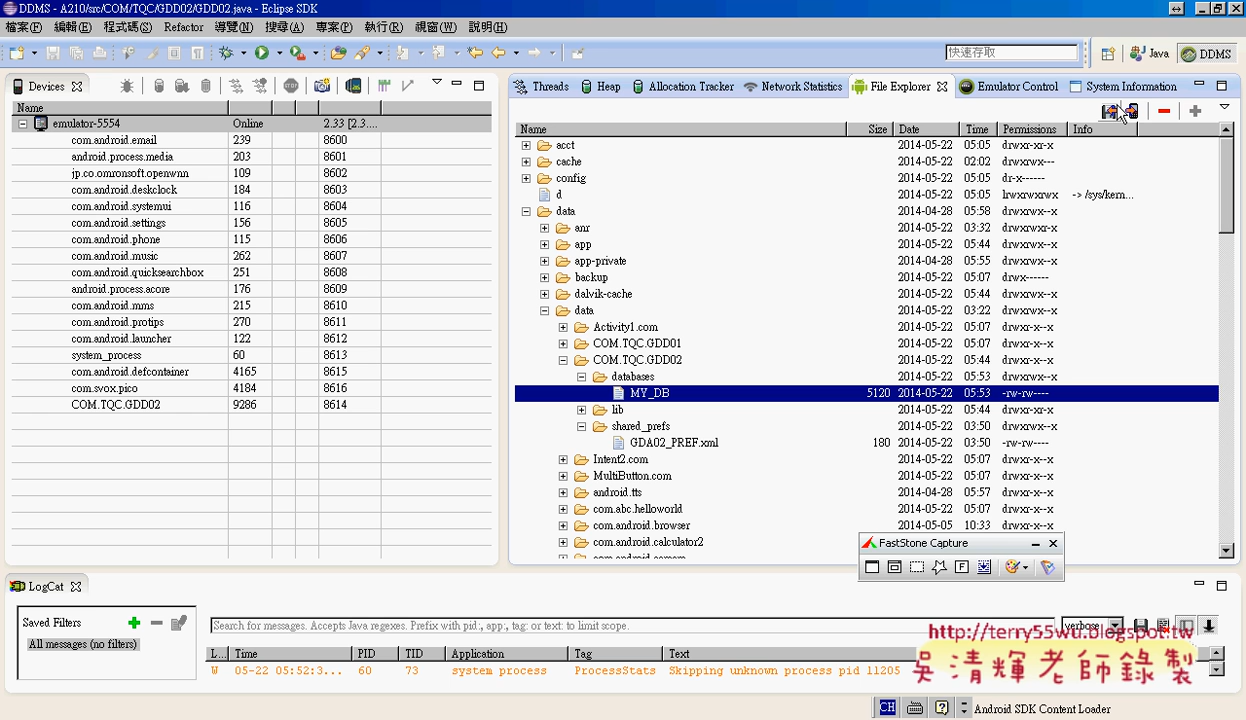 DDMS - A210/src/COM/TQC/GDD02/GDD02.java - Eclipse SDK
檔案(F) 編輯(E) 程式碼(S) Refactor 導覽(N) 搜尋(A) 專案(P) 執行(R) 視窗(W) 說明(H)
快速存取 Java DDMS
Devices
Name
emulator-5554 Online 2.33 [2.3....
com.android.email 239 8600
android.process.media 203 8601
jp.co.omronsoft.openwnn 109 8602
com.android.deskclock 184 8603
com.android.systemui 116 8604
com.android.settings 156 8605
com.android.phone 115 8606
com.android.music 262 8607
com.android.quicksearchbox 251 8608
android.process.acore 176 8609
com.android.mms 215 8610
com.android.protips 270 8611
com.android.launcher 122 8612
system_process 60 8613
com.android.defcontainer 4165 8615
com.svox.pico 4184 8616
COM.TQC.GDD02 9286 8614
Threads Heap Allocation Tracker Network Statistics File Explorer Emulator Control System Information
Name Size Date Time Permissions Info
acct 2014-05-22 05:05 drwxr-xr-x
cache 2014-05-22 02:02 drwxrwx---
config 2014-05-22 05:05 dr-x------
d 2014-05-22 05:05 lrwxrwxrwx -> /sys/kern...
data 2014-04-28 05:58 drwxrwx--x
anr 2014-05-22 03:32 drwxrwx--x
app 2014-05-22 05:44 drwxrwx--x
app-private 2014-04-28 05:55 drwxrwx--x
backup 2014-05-22 05:07 drwx------
dalvik-cache 2014-05-22 05:44 drwxrwx--x
data 2014-05-22 03:22 drwxrwx--x
Activity1.com 2014-05-22 05:07 drwxr-x--x
COM.TQC.GDD01 2014-05-22 05:07 drwxr-x--x
COM.TQC.GDD02 2014-05-22 05:44 drwxr-x--x
databases 2014-05-22 05:53 drwxrwx--x
MY_DB 5120 2014-05-22 05:53 -rw-rw----
lib 2014-05-22 05:44 drwxr-xr-x
shared_prefs 2014-05-22 03:50 drwxrwx--x
GDA02_PREF.xml 180 2014-05-22 03:50 -rw-rw----
Intent2.com 2014-05-22 05:07 drwxr-x--x
MultiButton.com 2014-05-22 05:07 drwxr-x--x
android.tts 2014-04-28 05:57 drwxr-x--x
com.abc.helloworld 2014-05-22 05:07 drwxr-x--x
com.android.browser 2014-05-05 10:33 drwxr-x--x
com.android.calculator2
FastStone Capture
LogCat
Saved Filters
All messages (no filters)
Search for messages. Accepts Java regexes. Prefix with pid:, app:, tag: or text: to limit scope.
verbose
http://terry55wu.blogspot.tw
L... Time PID TID Application Tag Text
W 05-22 05:52:3... 60 73 system_process ProcessStats Skipping unknown process pid 11205
吳清輝老師錄製
CH Android SDK Content Loader